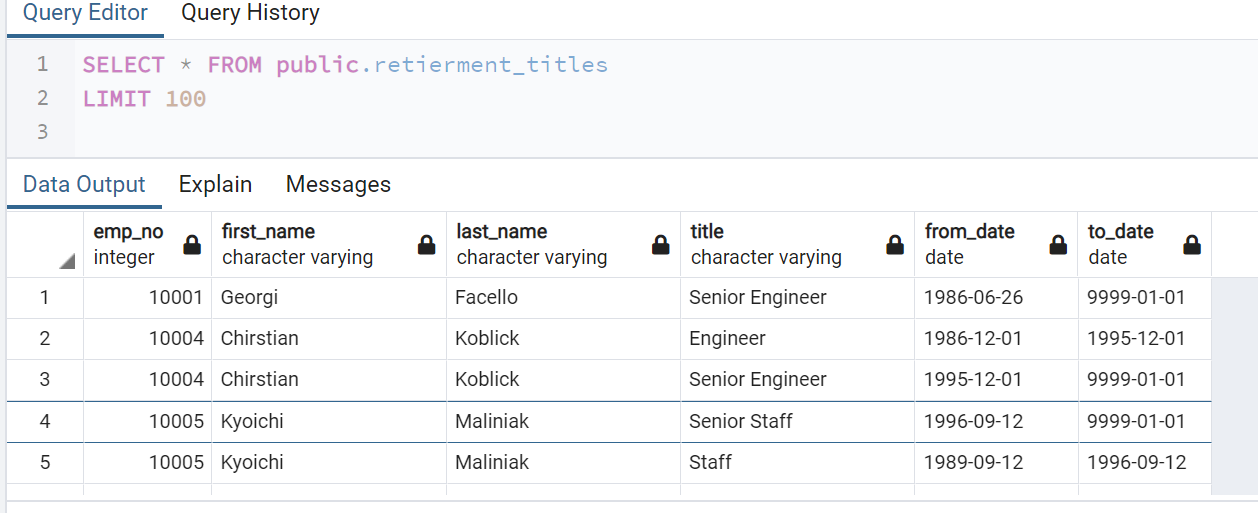 Query Editor Query History
1 SELECT * FROM public.retierment_titles
2 LIMIT 100
3
Data Output Explain Messages
emp_no first_name last_name title from_date to_date
integer character varying character varying character varying date date
1 10001 Georgi Facello Senior Engineer 1986-06-26 9999-01-01
2 10004 Chirstian Koblick Engineer 1986-12-01 1995-12-01
3 10004 Chirstian Koblick Senior Engineer 1995-12-01 9999-01-01
4 10005 Kyoichi Maliniak Senior Staff 1996-09-12 9999-01-01
5 10005 Kyoichi Maliniak Staff 1989-09-12 1996-09-12